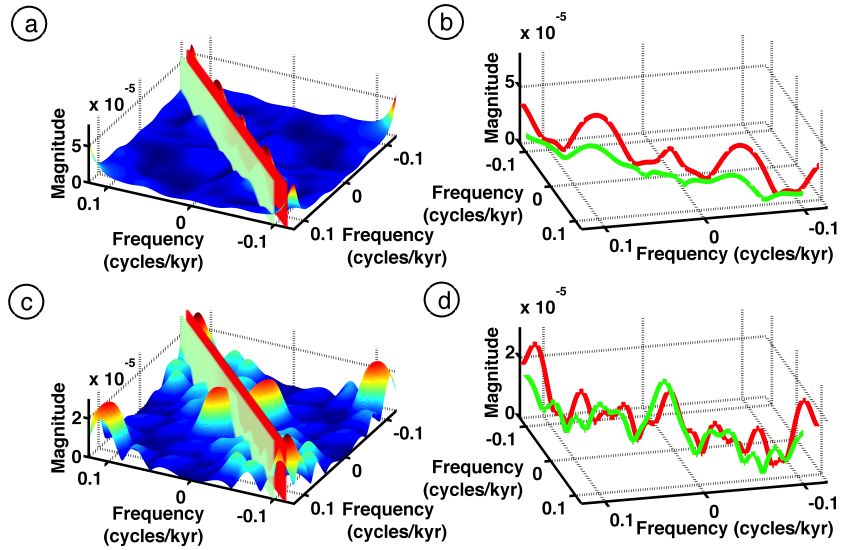 a
x 10 -5
Magnitude
5
0
0.1
0
-0.1
Frequency
(cycles/kyr)
-0.1
0
0.1
Frequency
(cycles/kyr)
b
x 10 -5
Magnitude
5
0
-0.1
0
0.1
Frequency
(cycles/kyr)
0.1
0
-0.1
Frequency (cycles/kyr)
c
x 10 -5
Magnitude
2
0
0.1
0
-0.1
Frequency
(cycles/kyr)
-0.1
0
0.1
Frequency
(cycles/kyr)
d
x 10 -5
Magnitude
2
0
-0.1
0
0.1
Frequency
(cycles/kyr)
0.1
0
-0.1
Frequency (cycles/kyr)